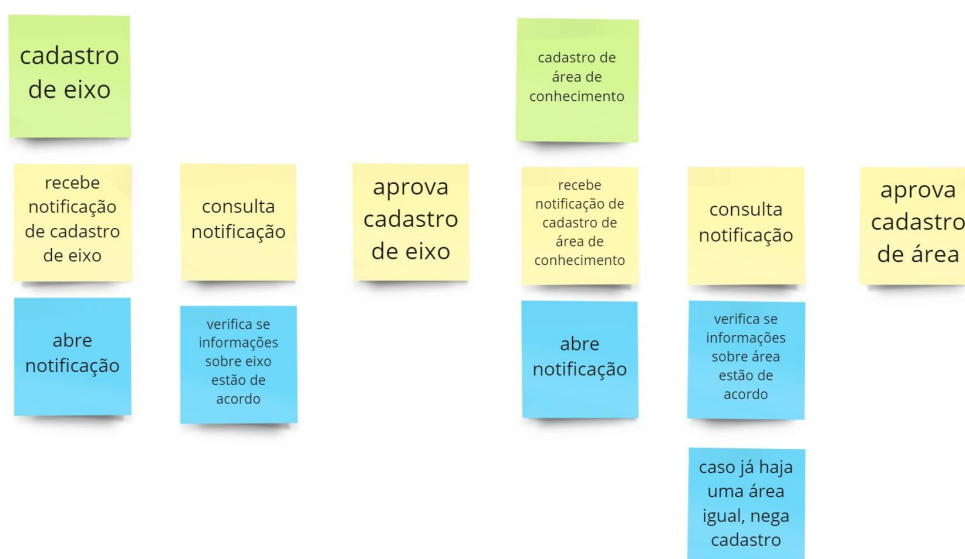 cadastro
de eixo
cadastro de
área de
conhecimento
recebe
notificação
de cadastro
de eixo
consulta
notificação
aprova
cadastro
de eixo
recebe
notificação de
cadastro de
área de
conhecimento
consulta
notificação
aprova
cadastro
de área
abre
notificação
verifica se
informações
sobre eixo
estão de
acordo
abre
notificação
verifica se
informações
sobre área
estão de
acordo
caso já haja
uma área
igual, nega
cadastro